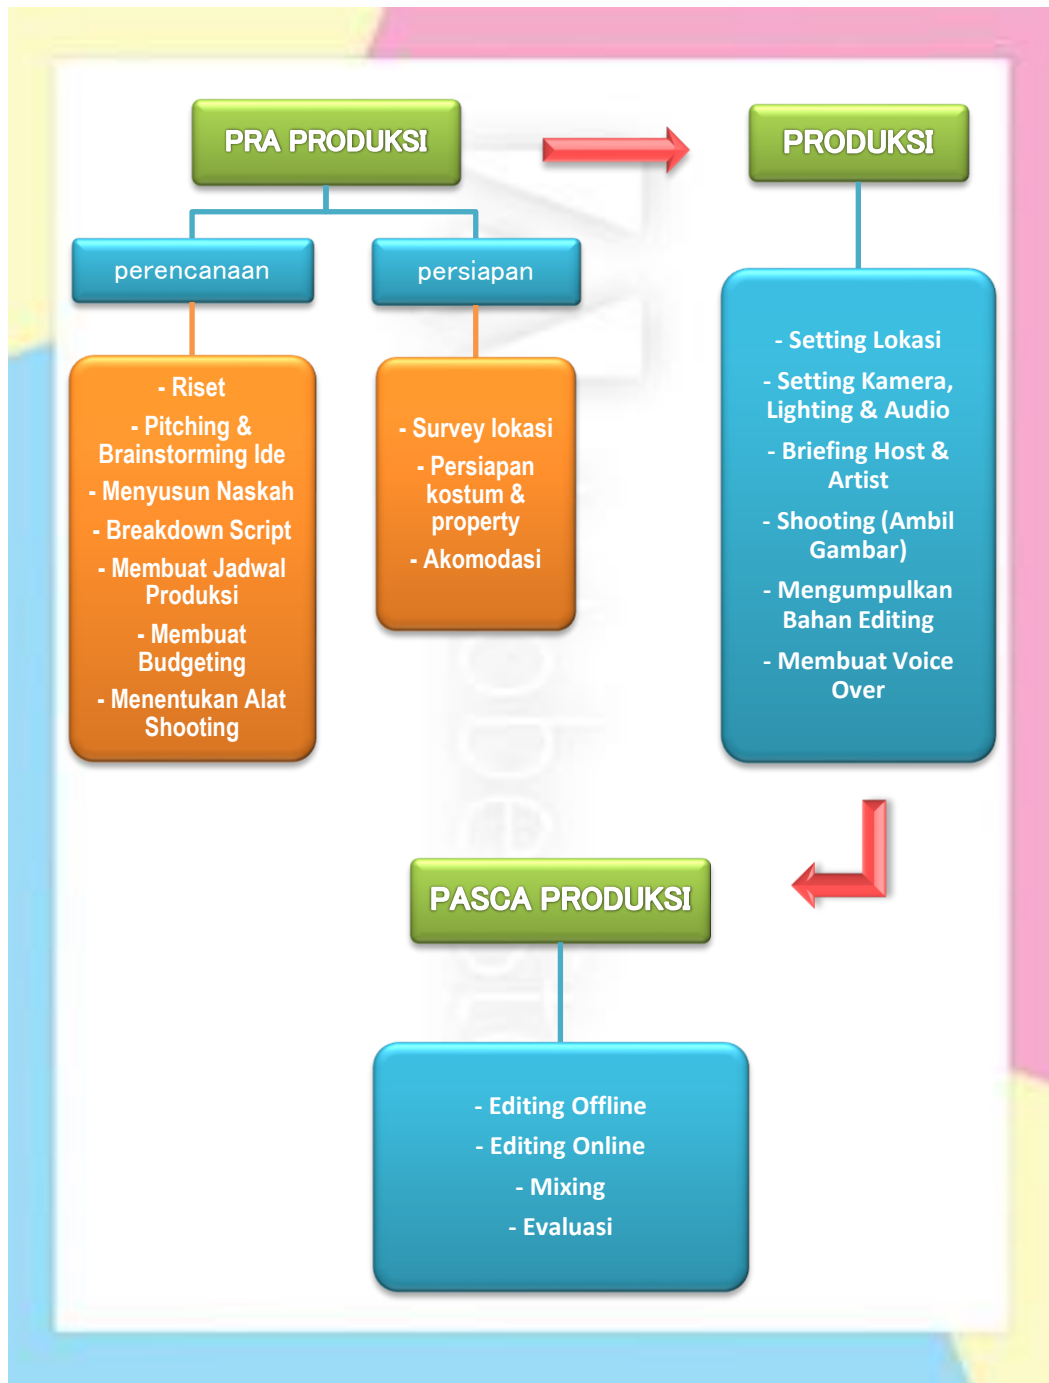 PRA PRODUKSI
PRODUKSI
perencanaan
persiapan
- Riset
- Pitching &
Brainstorming Ide
- Menyusun Naskah
- Breakdown Script
- Membuat Jadwal
Produksi
- Membuat
Budgeting
- Menentukan Alat
Shooting
- Survey lokasi
- Persiapan
kostum &
property
- Akomodasi
- Setting Lokasi
- Setting Kamera,
Lighting & Audio
- Briefing Host &
Artist
- Shooting (Ambil
Gambar)
- Mengumpulkan
Bahan Editing
- Membuat Voice
Over
PASCA PRODUKSI
- Editing Offline
- Editing Online
- Mixing
- Evaluasi